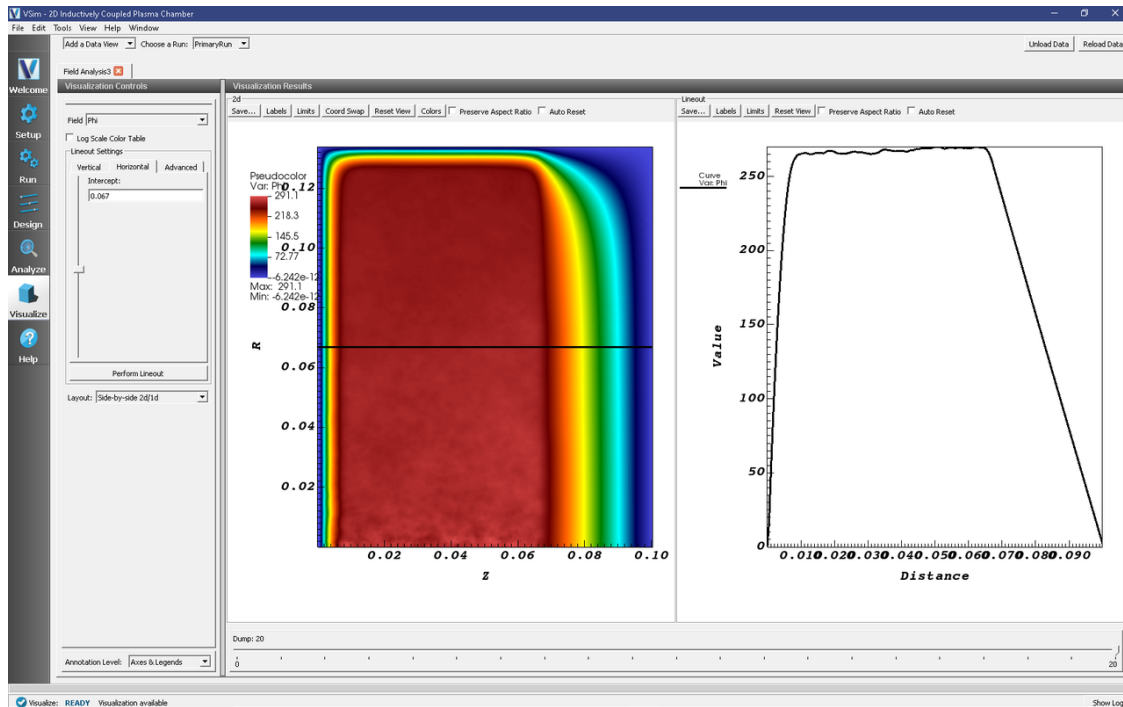 VSim - 2D Inductively Coupled Plasma Chamber
File Edit Tools View Help Window
Add a Data View Choose a Run: PrimaryRun Unload Data Reload Data
Field Analysis3
Welcome
Setup
Run
Design
Analyze
Visualize
Help
Visualization Controls
Field Phi
Log Scale Color Table
Lineout Settings
Vertical Horizontal Advanced
Intercept:
0.067
Perform Lineout
Layout: Side-by-side 2d/1d
Annotation Level: Axes & Legends
Visualization Results
2d
Save... Labels Limits Coord Swap Reset View Colors Preserve Aspect Ratio Auto Reset
Pseudocolor
Var: Phi
291.1
218.3
145.5
72.77
-6.242e-12
Max: 291.1
Min: -6.242e-12
0.12
0.10
0.08
0.06
0.04
0.02
R
0.02 0.04 0.06 0.08 0.10
Z
Lineout
Save... Labels Limits Reset View Preserve Aspect Ratio Auto Reset
Curve
Var: Phi
250
200
150
100
50
0
Value
0.010 0.020 0.030 0.040 0.050 0.060 0.070 0.080 0.090
Distance
Dump: 20
0 20
Visualize: READY Visualization available Show Log